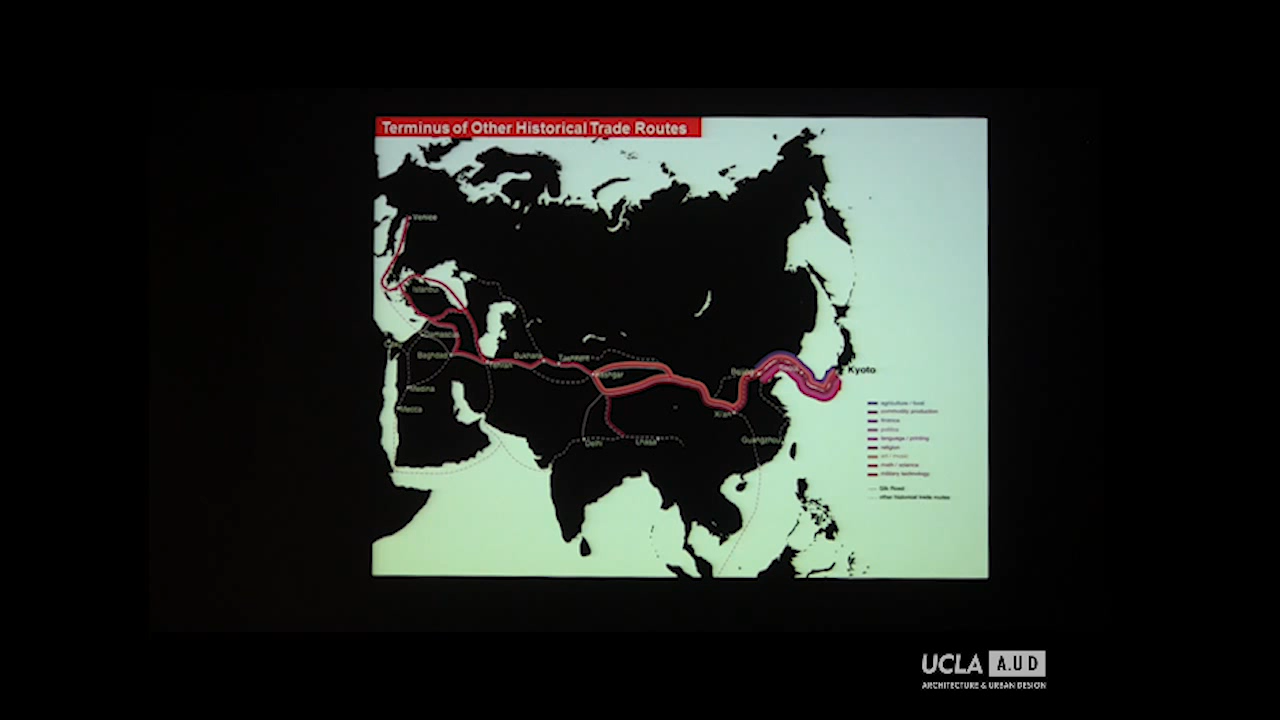 Terminus of Other Historical Trade Routes
Venice
Istanbul
Damascus
Baghdad
Tehran
Bukhara
Tashkent
Kashgar
Beijing
Kyoto
Medina
Mecca
Xi'an
Delhi
Lhasa
Guangzhou
agriculture / food
commodity production
finance
politics
language / printing
religion
art / music
math / science
military technology
Silk Road
other historical trade routes
UCLA A.UD
ARCHITECTURE & URBAN DESIGN